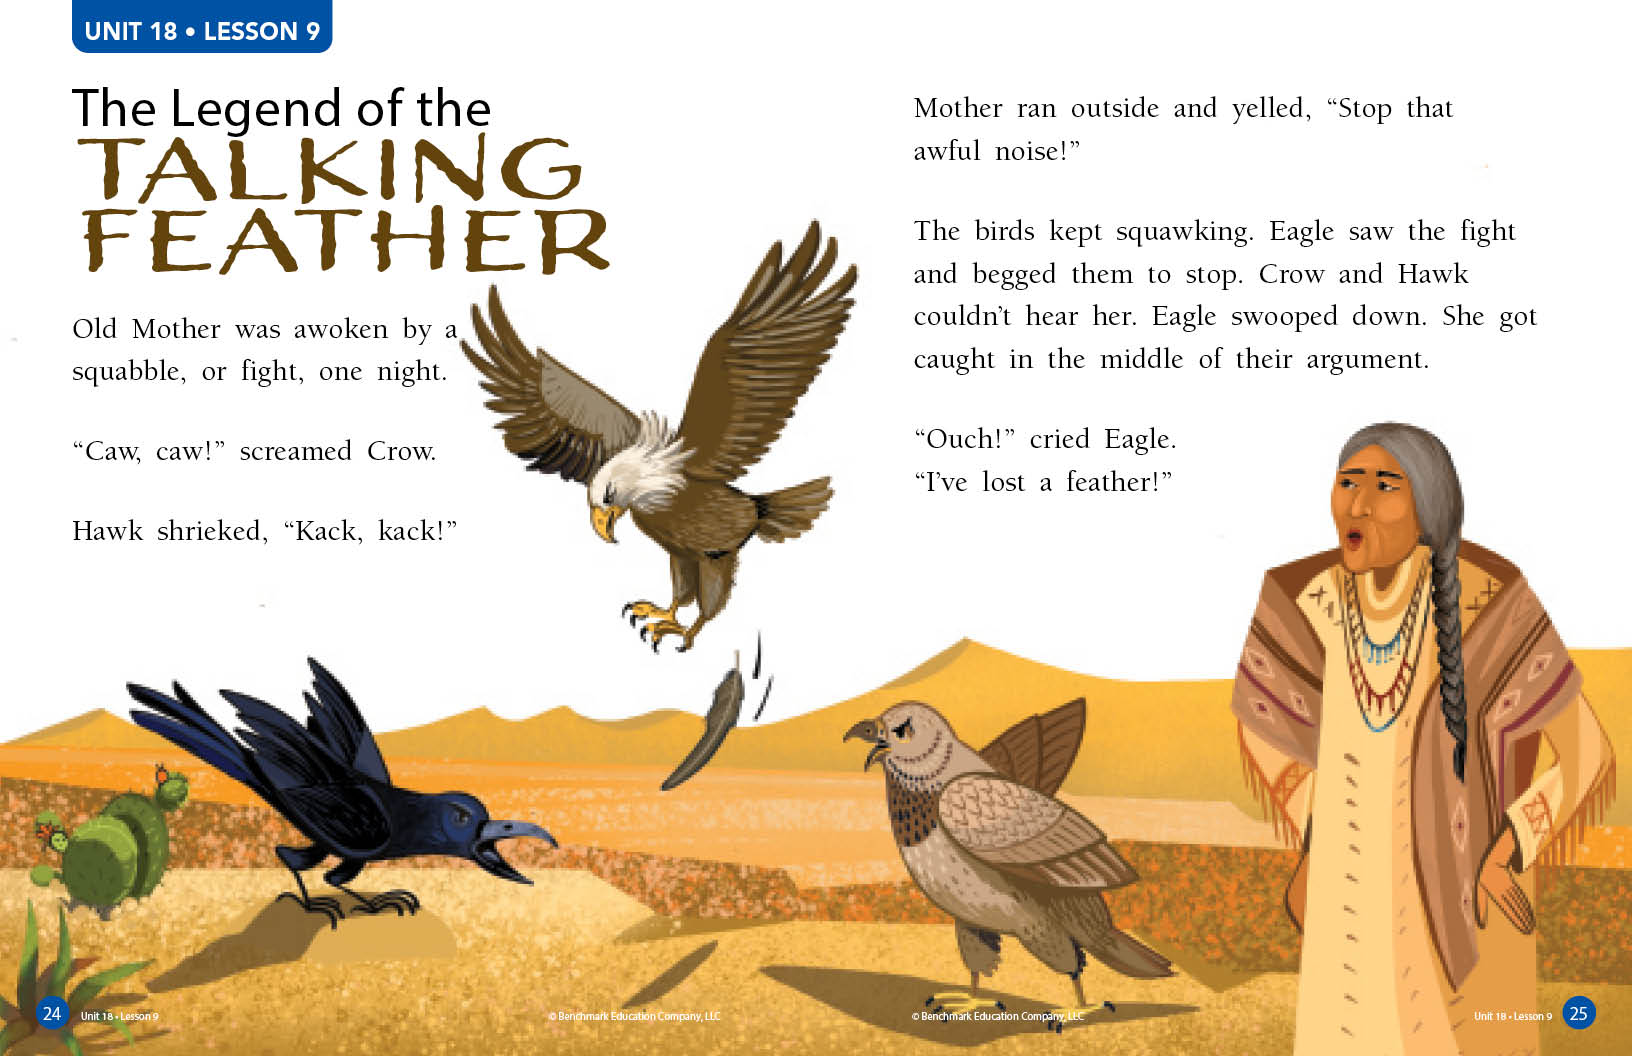 UNIT 18 • LESSON 9
The Legend of the
TALKING
FEATHER
Old Mother was awoken by a
squabble, or fight, one night.
“Caw, caw!” screamed Crow.
Hawk shrieked, “Kack, kack!”
24
Unit 18 • Lesson 9
© Benchmark Education Company, LLC
Mother ran outside and yelled, “Stop that
awful noise!”
The birds kept squawking. Eagle saw the fight
and begged them to stop. Crow and Hawk
couldn’t hear her. Eagle swooped down. She got
caught in the middle of their argument.
“Ouch!” cried Eagle.
“I’ve lost a feather!”
© Benchmark Education Company, LLC
Unit 18 • Lesson 9
25